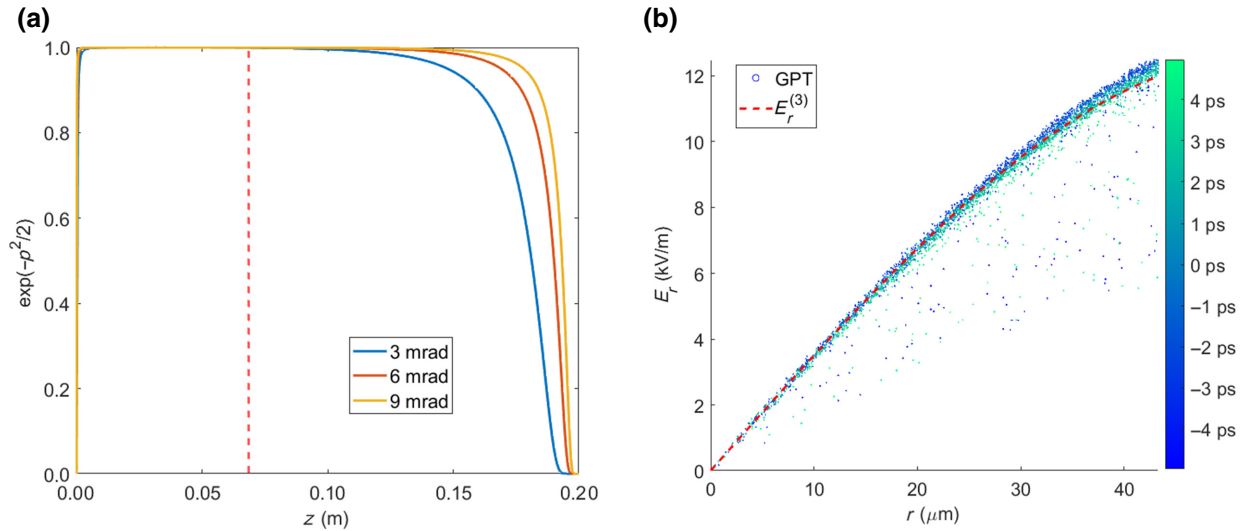 (a)
1.0
0.8
0.6
0.4
0.2
0.0
exp(−p²/2)
3 mrad
6 mrad
9 mrad
0.00 0.05 0.10 0.15 0.20
z (m)
(b)
12
10
8
6
4
2
0
E_r (kV/m)
GPT
E_r^(3)
0 10 20 30 40
r (μm)
4 ps
3 ps
2 ps
1 ps
0 ps
−1 ps
−2 ps
−3 ps
−4 ps